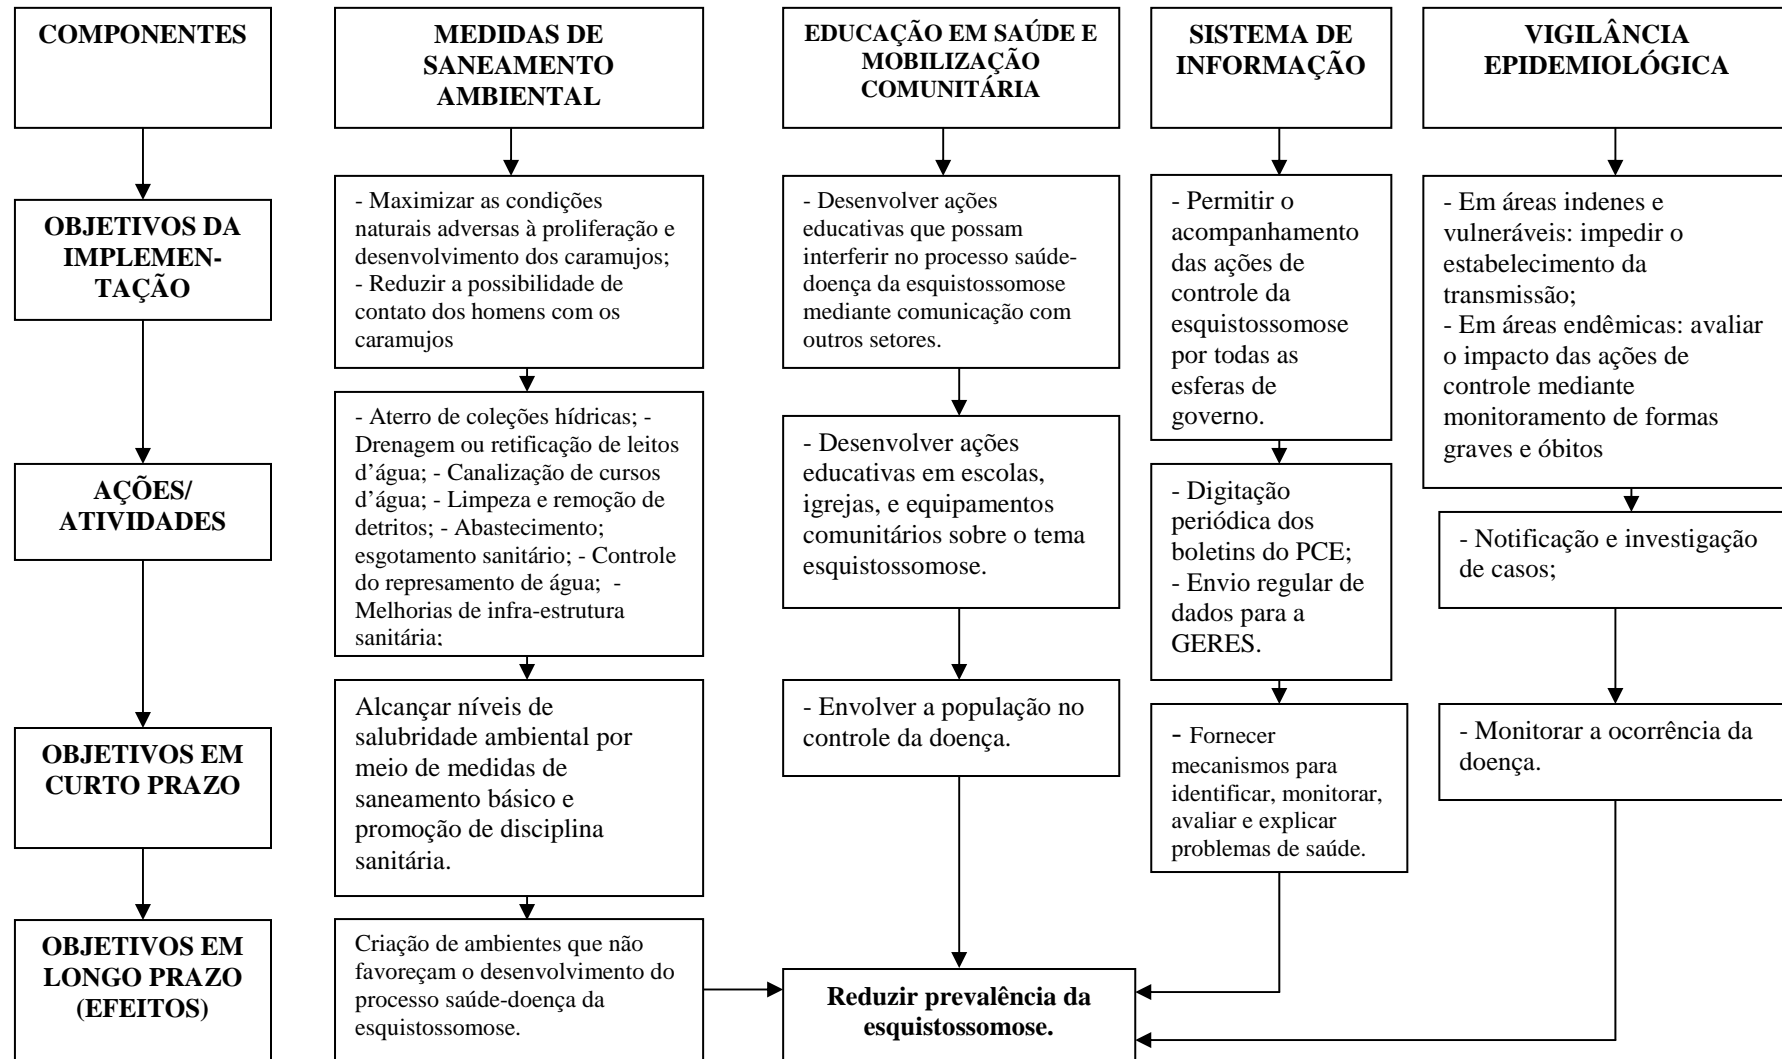 COMPONENTES
MEDIDAS DE
SANEAMENTO
AMBIENTAL
EDUCAÇÃO EM SAÚDE E
MOBILIZAÇÃO
COMUNITÁRIA
SISTEMA DE
INFORMAÇÃO
VIGILÂNCIA
EPIDEMIOLÓGICA
OBJETIVOS DA
IMPLEMEN-
TAÇÃO
- Maximizar as condições
naturais adversas à proliferação e
desenvolvimento dos caramujos;
- Reduzir a possibilidade de
contato dos homens com os
caramujos
- Desenvolver ações
educativas que possam
interferir no processo saúde-
doença da esquistossomose
mediante comunicação com
outros setores.
- Permitir o
acompanhamento
das ações de
controle da
esquistossomose
por todas as
esferas de
governo.
- Em áreas indenes e
vulneráveis: impedir o
estabelecimento da
transmissão;
- Em áreas endêmicas: avaliar
o impacto das ações de
controle mediante
monitoramento de formas
graves e óbitos
AÇÕES/
ATIVIDADES
- Aterro de coleções hídricas; -
Drenagem ou retificação de leitos
d’água; - Canalização de cursos
d’água; - Limpeza e remoção de
detritos; - Abastecimento;
esgotamento sanitário; - Controle
do represamento de água; -
Melhorias de infra-estrutura
sanitária;
- Desenvolver ações
educativas em escolas,
igrejas, e equipamentos
comunitários sobre o tema
esquistossomose.
- Digitação
periódica dos
boletins do PCE;
- Envio regular de
dados para a
GERES.
- Notificação e investigação
de casos;
OBJETIVOS EM
CURTO PRAZO
Alcançar níveis de
salubridade ambiental por
meio de medidas de
saneamento básico e
promoção de disciplina
sanitária.
- Envolver a população no
controle da doença.
- Fornecer
mecanismos para
identificar, monitorar,
avaliar e explicar
problemas de saúde.
- Monitorar a ocorrência da
doença.
OBJETIVOS EM
LONGO PRAZO
(EFEITOS)
Criação de ambientes que não
favoreçam o desenvolvimento do
processo saúde-doença da
esquistossomose.
Reduzir prevalência da
esquistossomose.